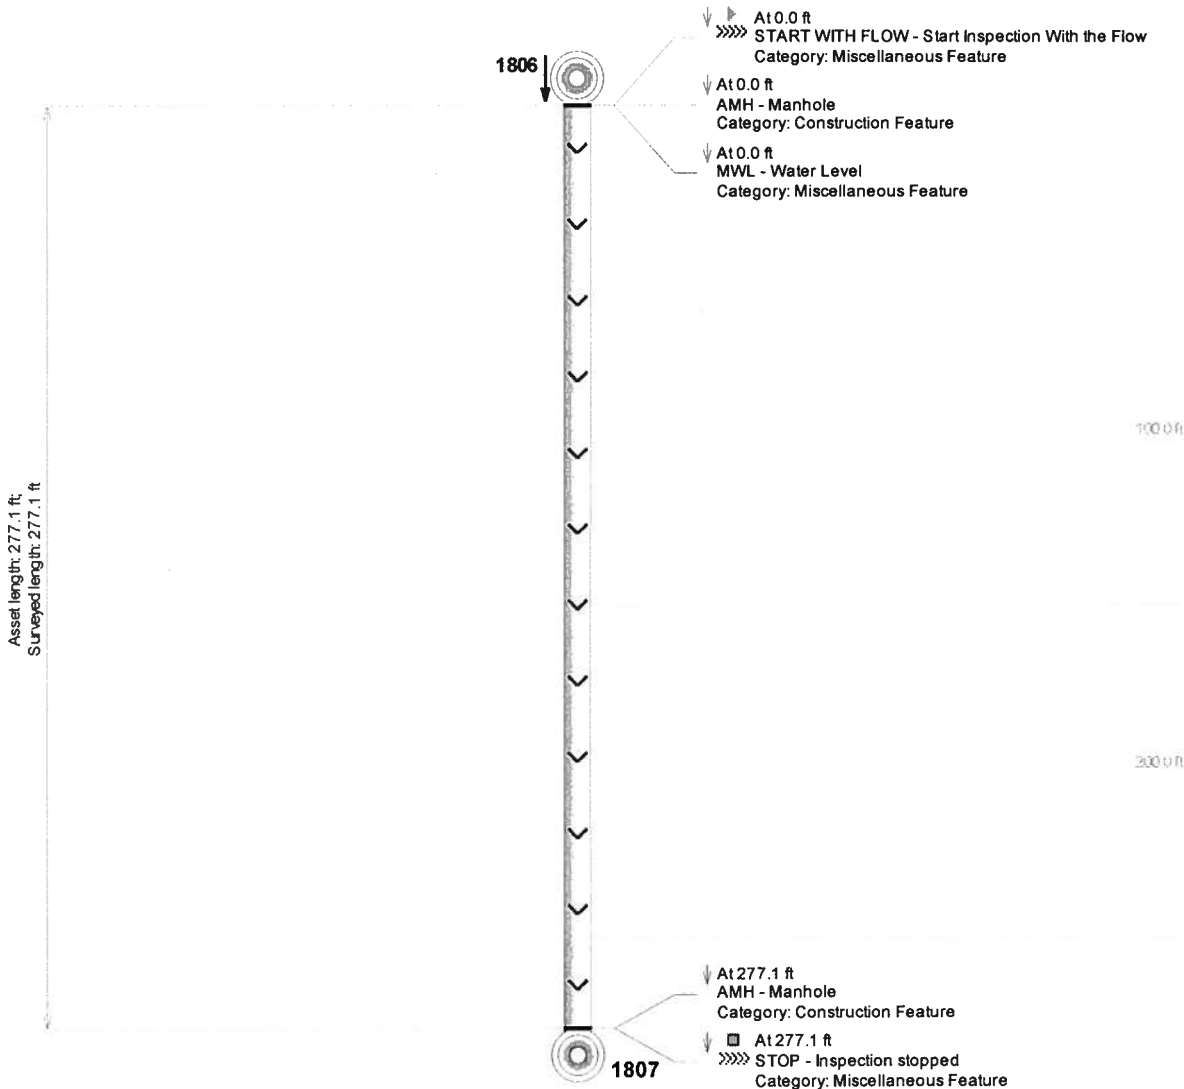 At 0.0 ft
START WITH FLOW - Start Inspection With the Flow
Category: Miscellaneous Feature
1806
At 0.0 ft
AMH - Manhole
Category: Construction Feature
At 0.0 ft
MWL - Water Level
Category: Miscellaneous Feature
100.0 ft
Asset length: 277.1 ft;
Surveyed length: 277.1 ft
200.0 ft
At 277.1 ft
AMH - Manhole
Category: Construction Feature
At 277.1 ft
STOP - Inspection stopped
Category: Miscellaneous Feature
1807